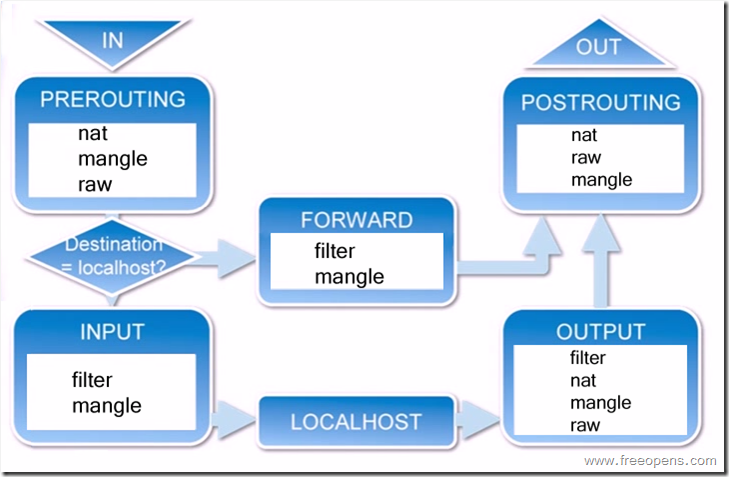 IN
PREROUTING
nat
mangle
raw
Destination
= localhost?
FORWARD
filter
mangle
INPUT
filter
mangle
LOCALHOST
OUTPUT
filter
nat
mangle
raw
POSTROUTING
nat
raw
mangle
OUT
www.freeopens.com